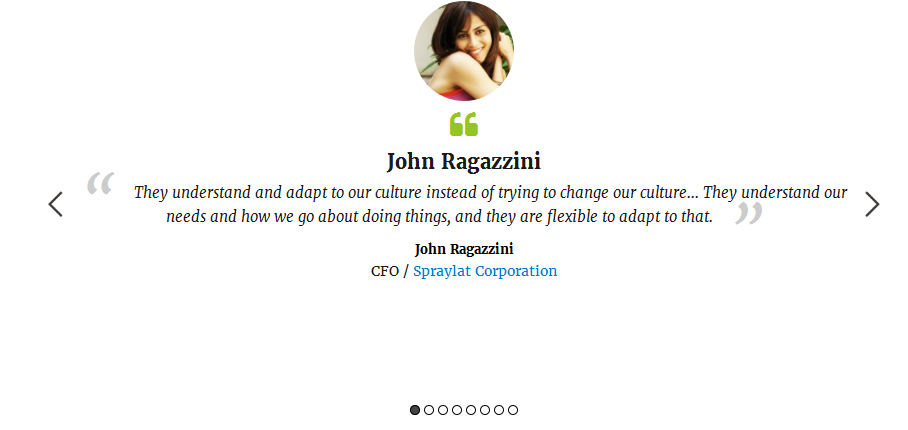 John Ragazzini
“ They understand and adapt to our culture instead of trying to change our culture... They understand our
needs and how we go about doing things, and they are flexible to adapt to that. ”
John Ragazzini
CFO / Spraylat Corporation